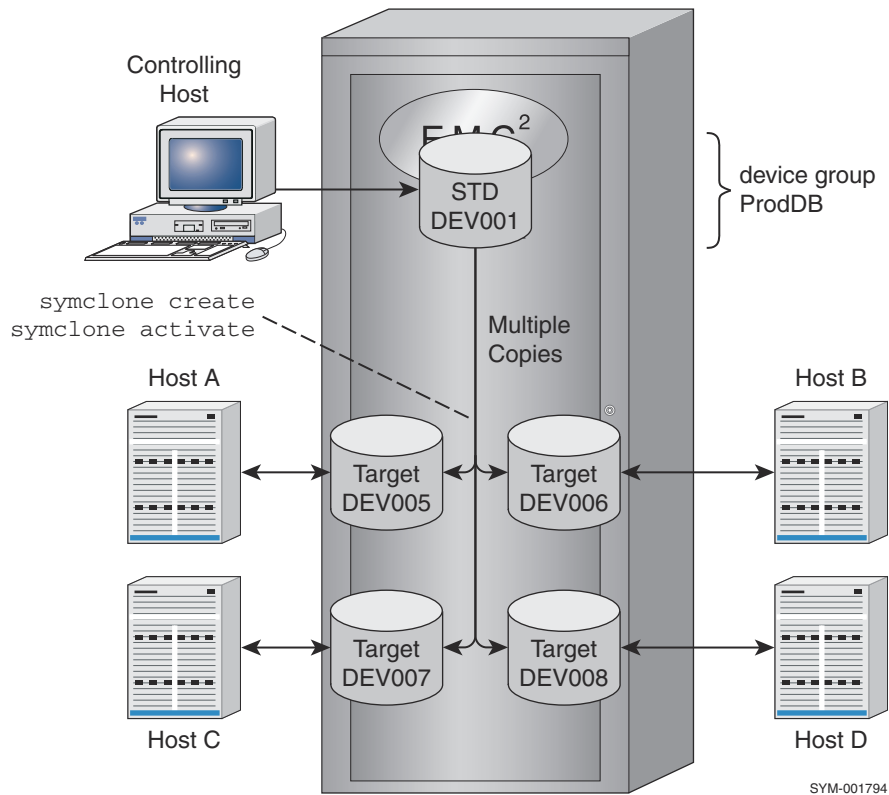 Controlling
Host
EMC²
STD
DEV001
device group
ProdDB
symclone create
symclone activate
Multiple
Copies
Host A
Host B
Target
DEV005
Target
DEV006
Target
DEV007
Target
DEV008
Host C
Host D
SYM-001794